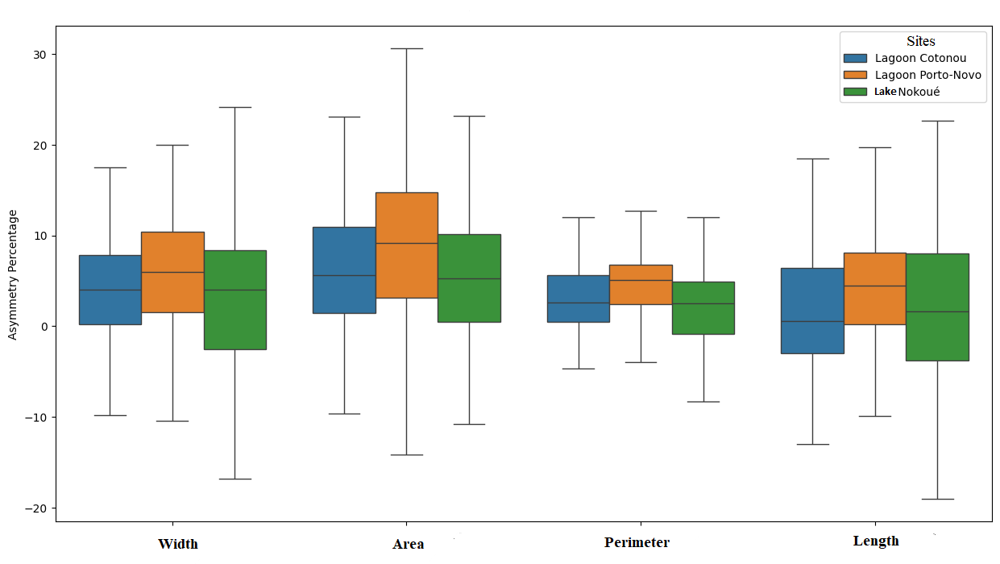 Sites
Lagoon Cotonou
Lagoon Porto-Novo
Lake Nokoué
Asymmetry Percentage
30
20
10
0
−10
−20
Width
Area
Perimeter
Length